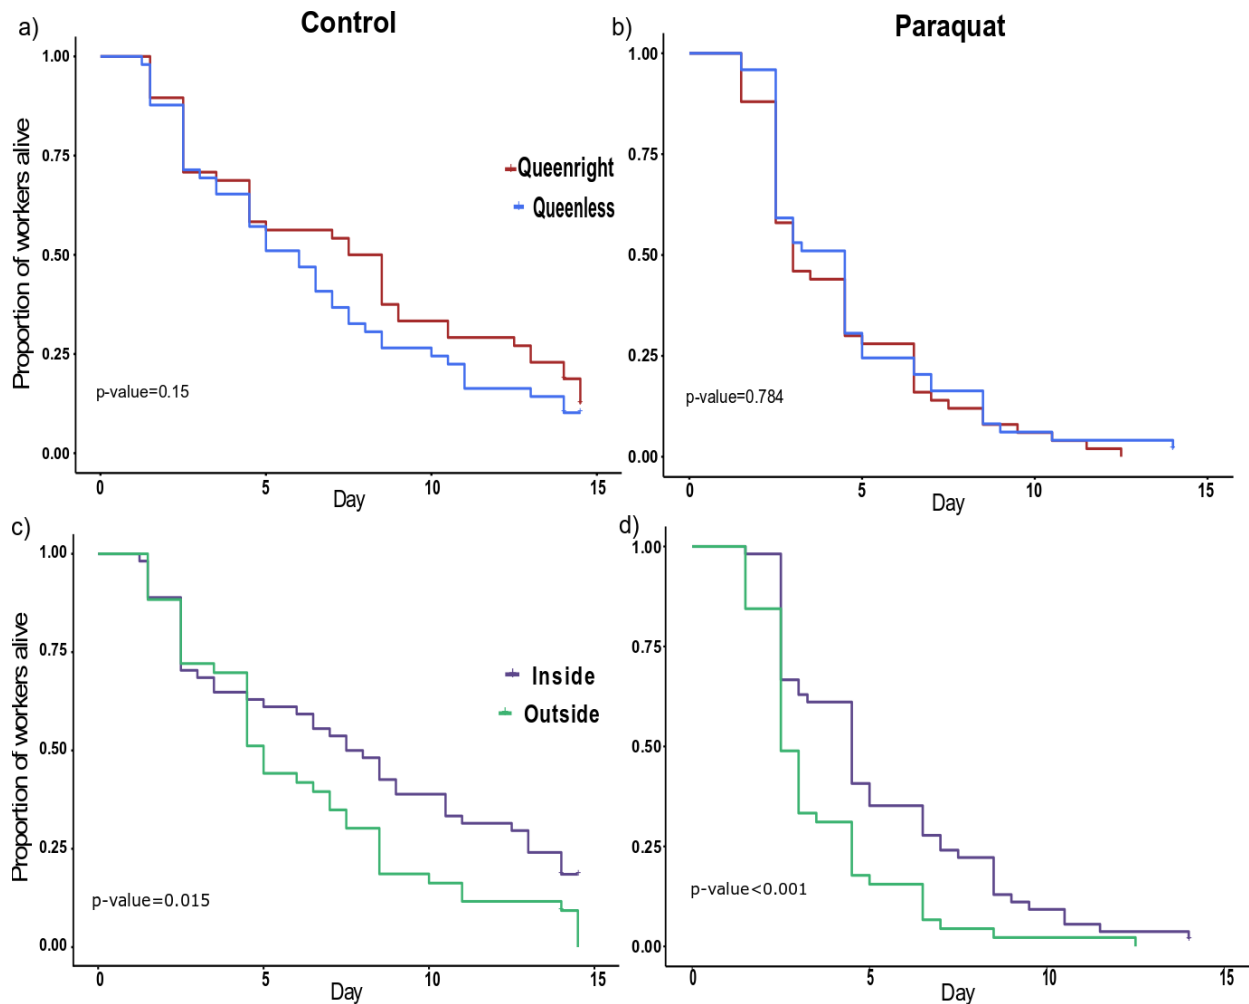 Control
Paraquat
a)
b)
Proportion of workers alive
1.00
0.75
0.50
0.25
0.00
Queenright
Queenless
p-value=0.15
0
5
10
15
Day
1.00
0.75
0.50
0.25
0.00
p-value=0.784
0
5
10
15
Day
c)
d)
Proportion of workers alive
1.00
0.75
0.50
0.25
0.00
Inside
Outside
p-value=0.015
0
5
10
15
Day
1.00
0.75
0.50
0.25
0.00
p-value<0.001
0
5
10
15
Day